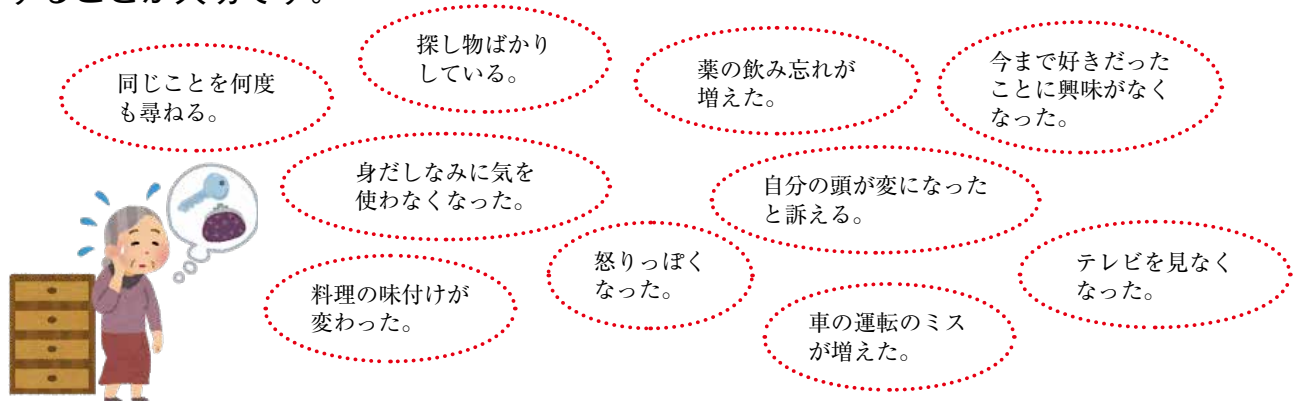 同じことを何度
も尋ねる。
探し物ばかり
している。
薬の飲み忘れが
増えた。
今まで好きだった
ことに興味がなく
なった。
身だしなみに気を
使わなくなった。
自分の頭が変になった
と訴える。
料理の味付けが
変わった。
怒りっぽく
なった。
車の運転のミス
が増えた。
テレビを見なく
なった。